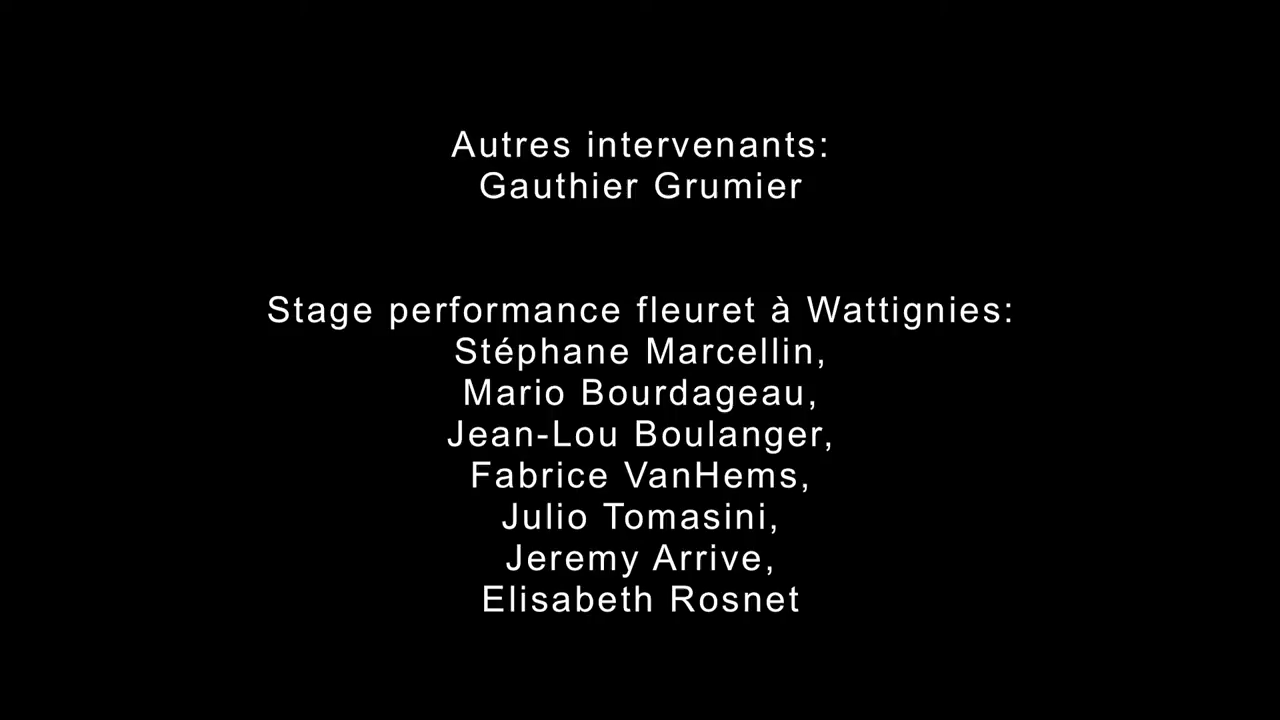 Autres intervenants:
Gauthier Grumier
Stage performance fleuret à Wattignies:
Stéphane Marcellin,
Mario Bourdageau,
Jean-Lou Boulanger,
Fabrice VanHems,
Julio Tomasini,
Jeremy Arrive,
Elisabeth Rosnet